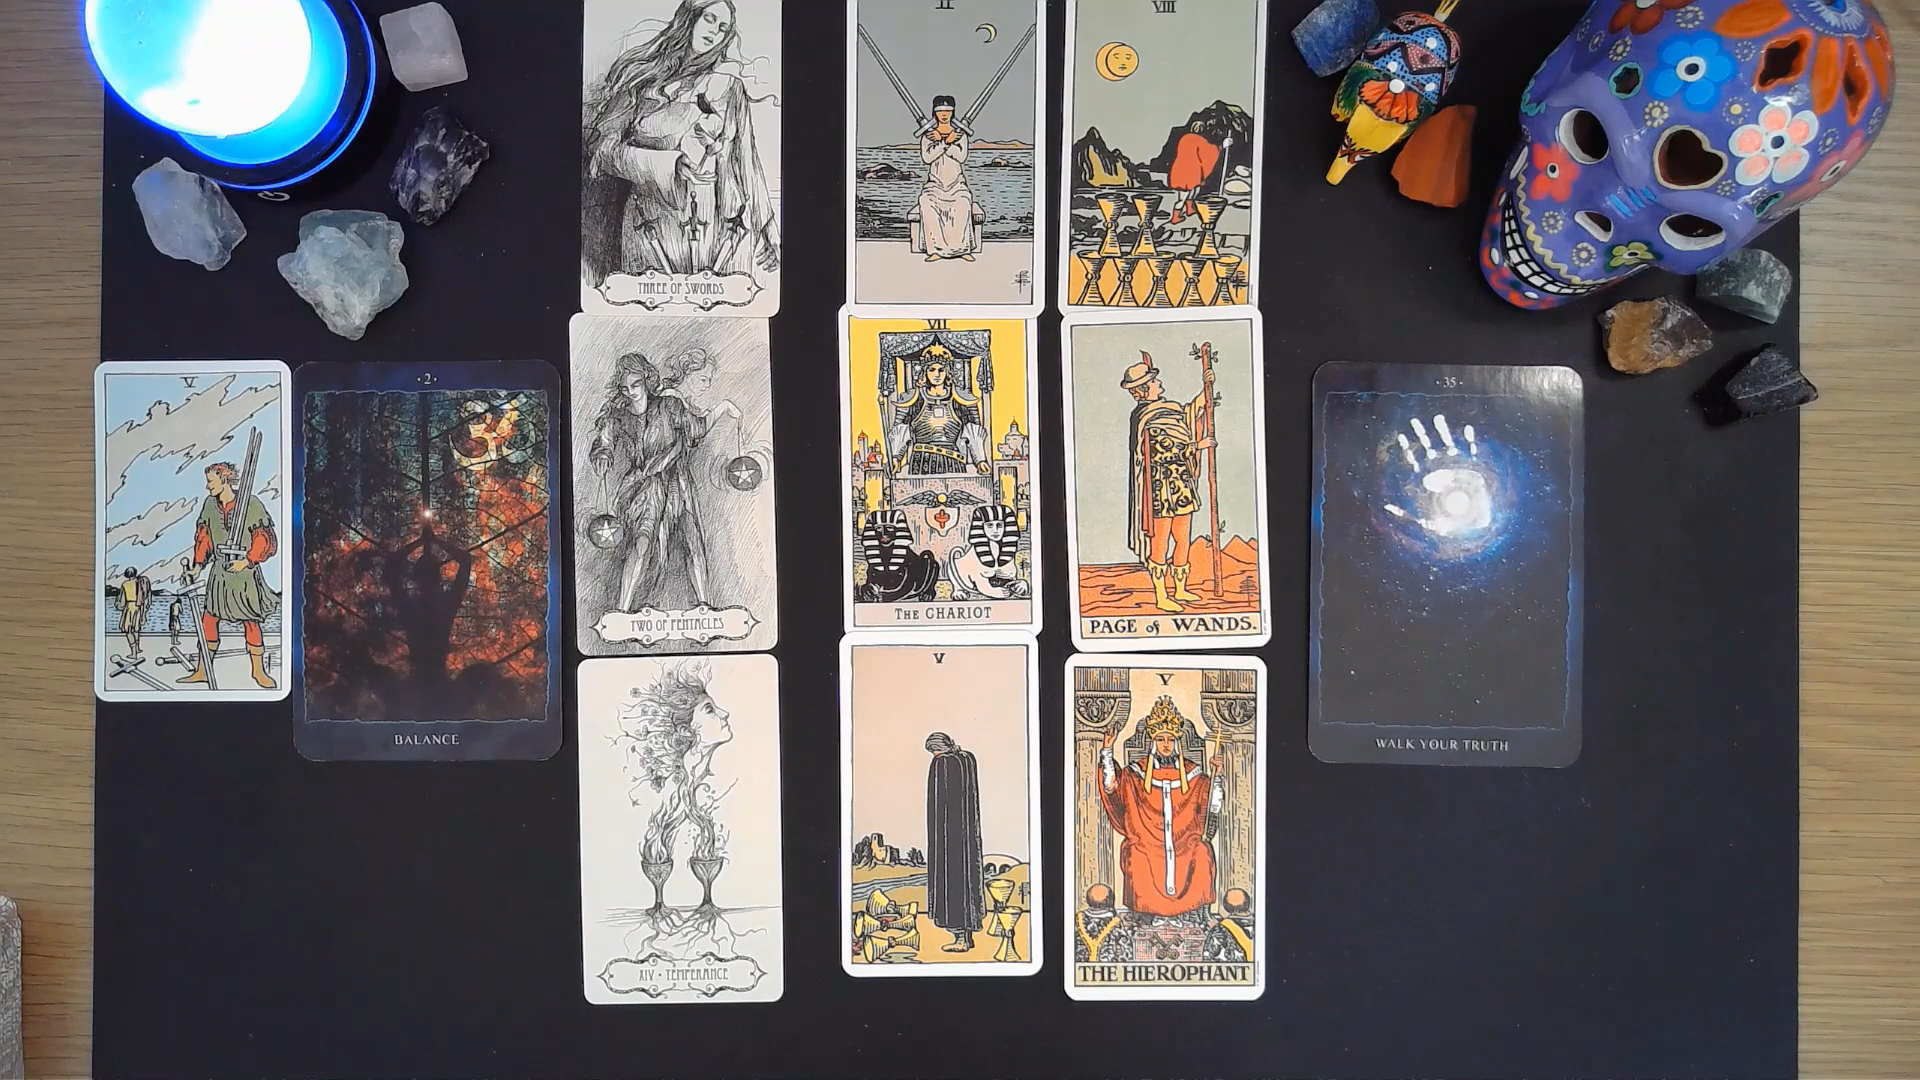 II
VIII
THREE OF SWORDS
VII
THE CHARIOT
PAGE of WANDS.
TWO OF PENTACLES
V
·2·
BALANCE
·35·
WALK YOUR TRUTH
V
V
THE HIEROPHANT
XIV · TEMPERANCE